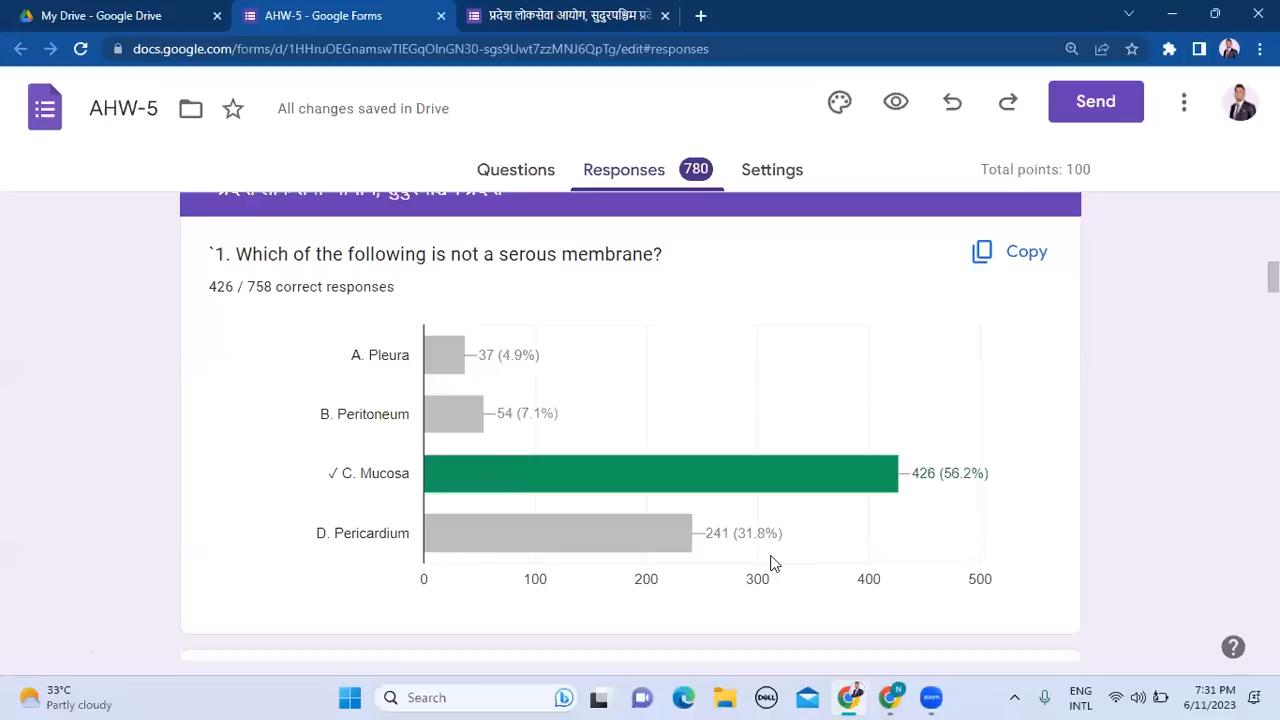 My Drive - Google Drive
AHW-5 - Google Forms
प्रदेश लोकसेवा आयोग, सुदुरपश्चिम प्रदे
docs.google.com/forms/d/1HHruOEGnamswTlEGqOlnGN30-sgs9Uwt7zzMNJ6QpTg/edit#responses
AHW-5
All changes saved in Drive
Send
Questions
Responses 780
Settings
Total points: 100
`1. Which of the following is not a serous membrane?
Copy
426 / 758 correct responses
A. Pleura
37 (4.9%)
B. Peritoneum
54 (7.1%)
✓ C. Mucosa
426 (56.2%)
D. Pericardium
241 (31.8%)
0 100 200 300 400 500
33°C
Partly cloudy
Search
DELL
N
zoom
ENG
INTL
7:31 PM
6/11/2023